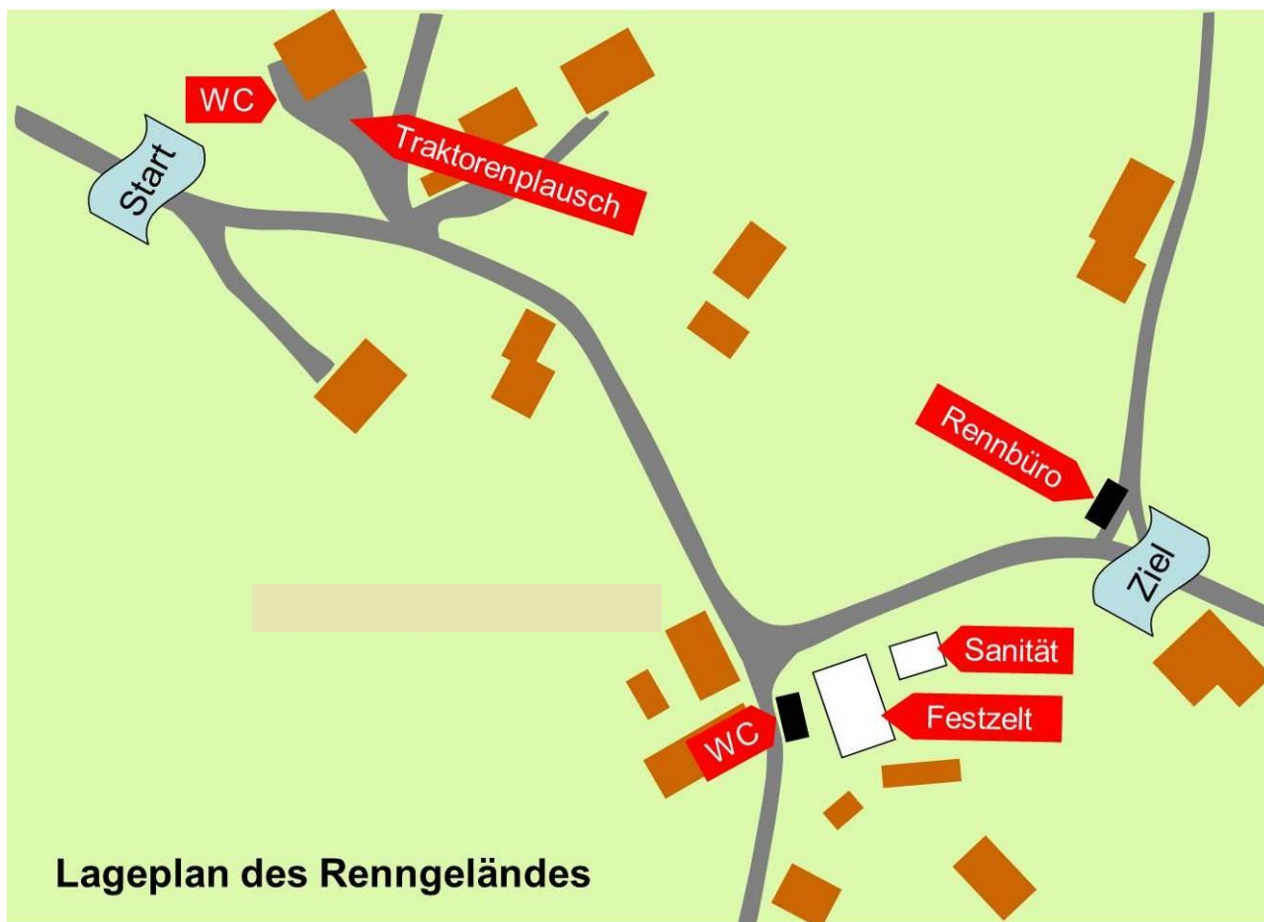 WC
Traktorenplausch
Start
Rennbüro
Ziel
Sanität
Festzelt
WC
Lageplan des Renngeländes